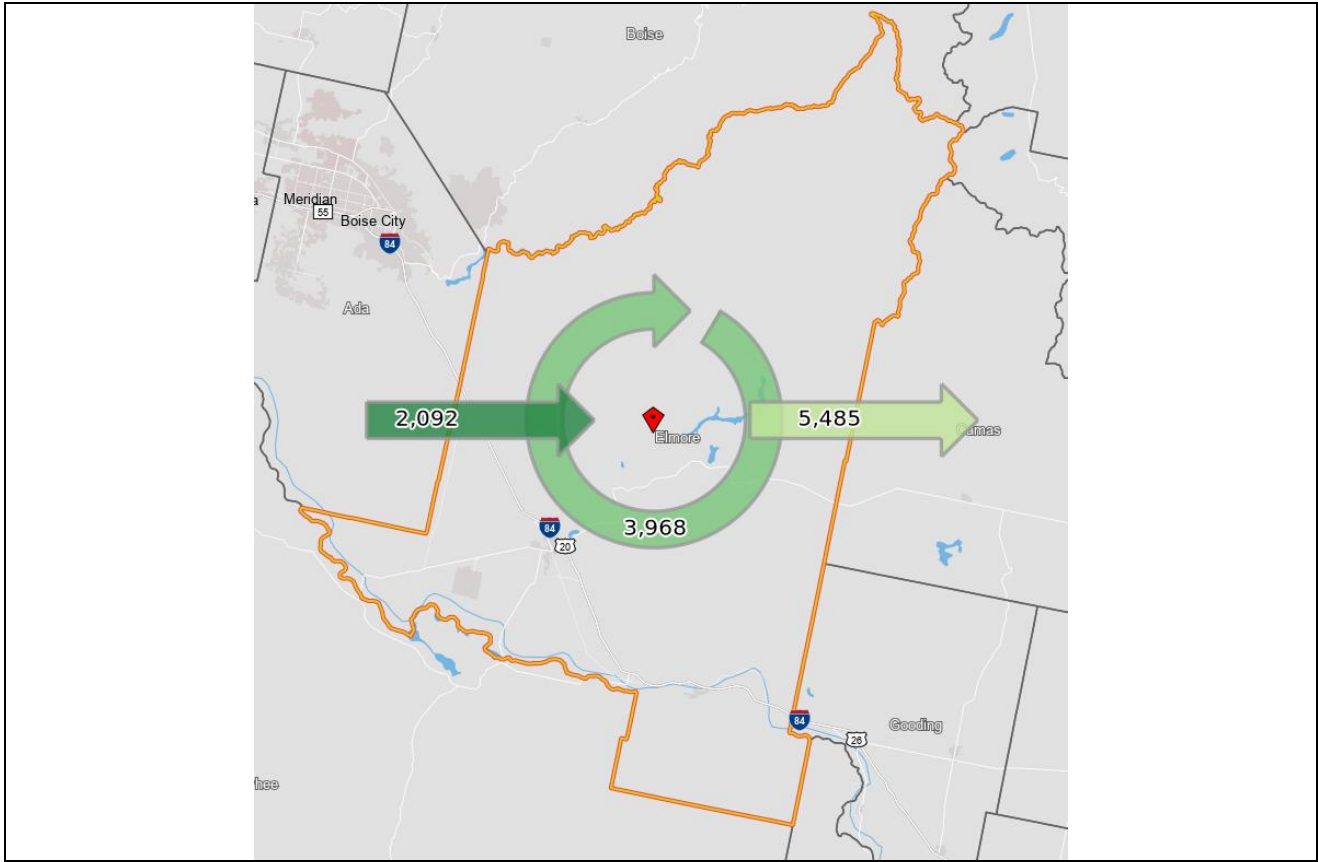 Boise
Meridian
a
55
Boise City
84
Ada
2,092
5,485
Elmore
Camas
3,968
84
20
84
Gooding
26
hee